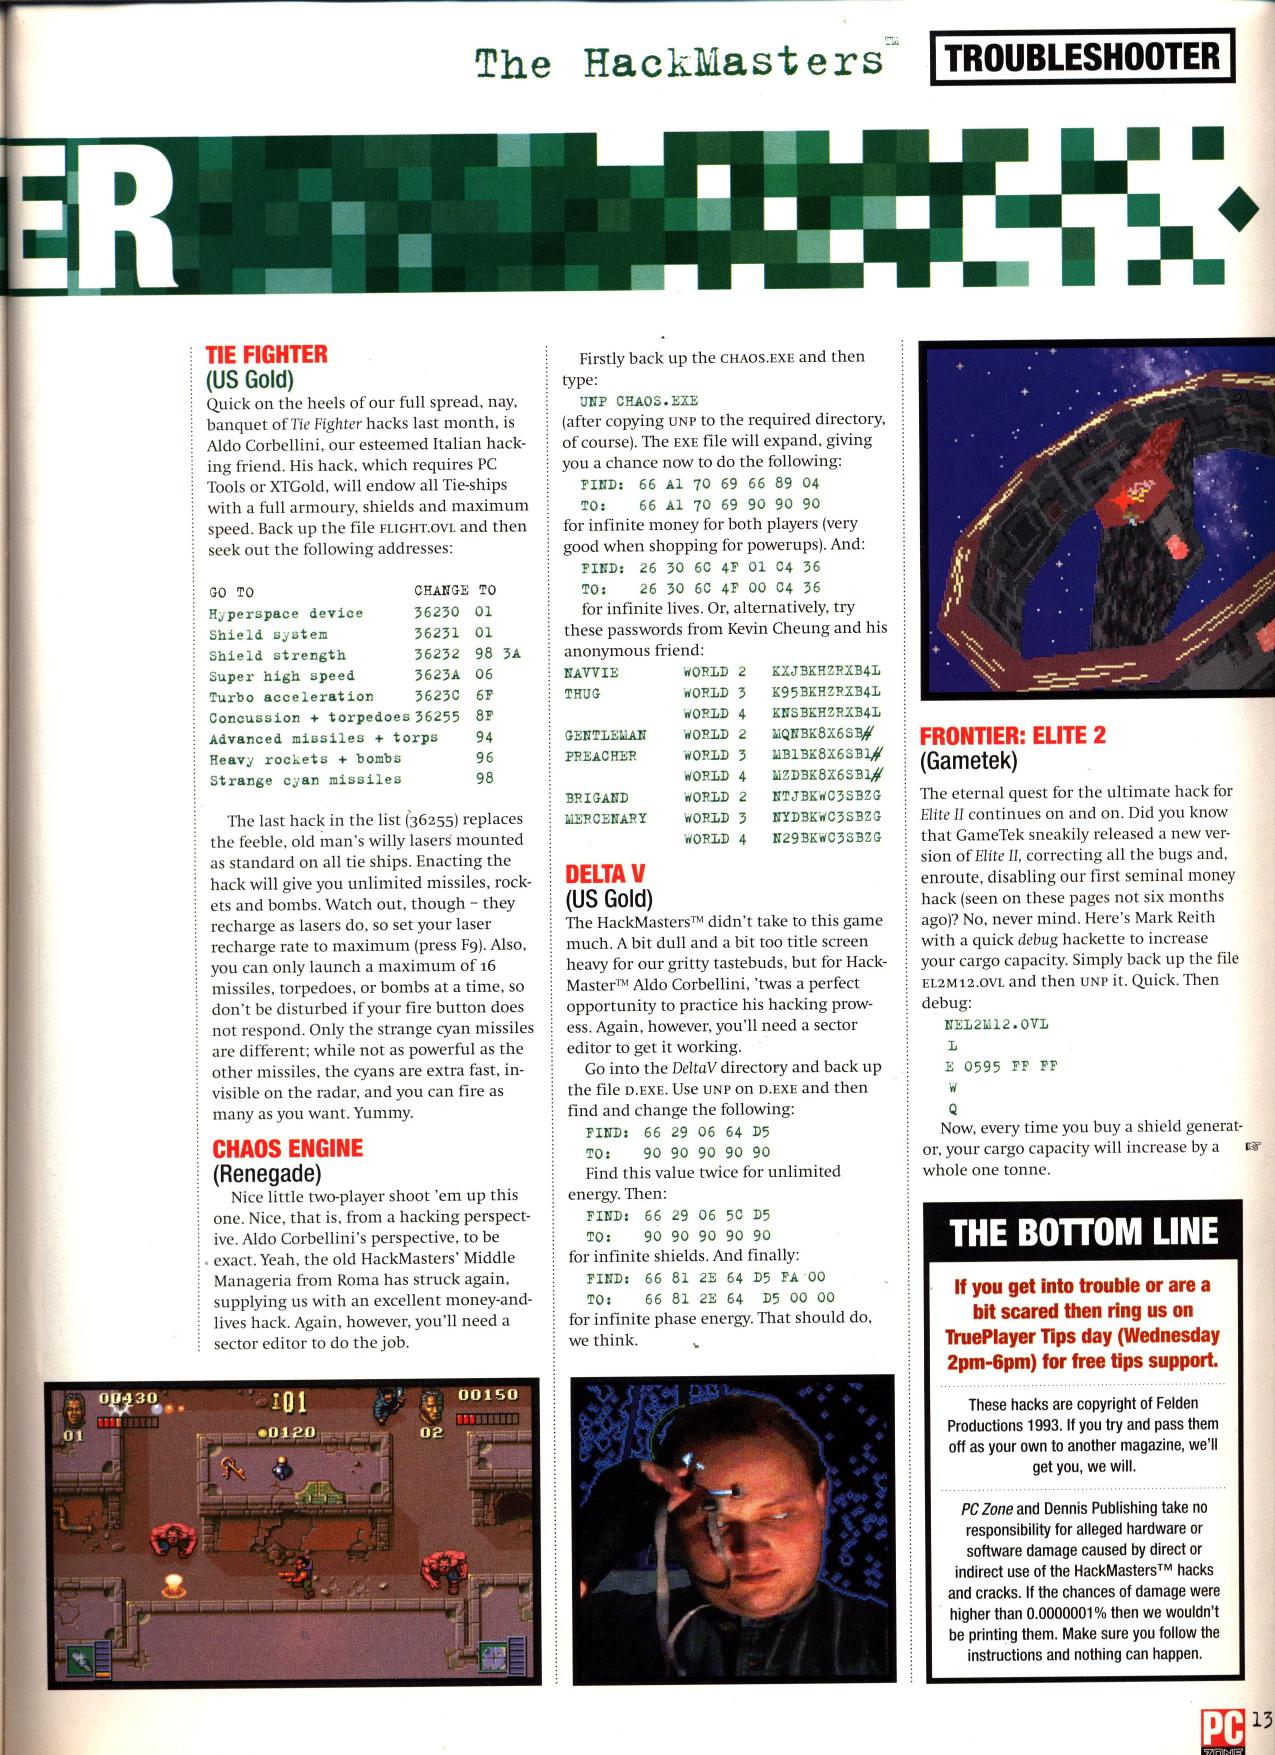 The HackMasters™ TROUBLESHOOTER
ER
TIE FIGHTER
(US Gold)
Quick on the heels of our full spread, nay,
banquet of Tie Fighter hacks last month, is
Aldo Corbellini, our esteemed Italian hack-
ing friend. His hack, which requires PC
Tools or XTGold, will endow all Tie-ships
with a full armoury, shields and maximum
speed. Back up the file FLIGHT.OVL and then
seek out the following addresses:
GO TO CHANGE TO
Hyperspace device 36230 01
Shield system 36231 01
Shield strength 36232 98 3A
Super high speed 3623A 06
Turbo acceleration 3623C 6F
Concussion + torpedoes 36255 8F
Advanced missiles + torps 94
Heavy rockets + bombs 96
Strange cyan missiles 98
The last hack in the list (36255) replaces
the feeble, old man's willy lasers mounted
as standard on all tie ships. Enacting the
hack will give you unlimited missiles, rock-
ets and bombs. Watch out, though – they
recharge as lasers do, so set your laser
recharge rate to maximum (press F9). Also,
you can only launch a maximum of 16
missiles, torpedoes, or bombs at a time, so
don't be disturbed if your fire button does
not respond. Only the strange cyan missiles
are different; while not as powerful as the
other missiles, the cyans are extra fast, in-
visible on the radar, and you can fire as
many as you want. Yummy.
CHAOS ENGINE
(Renegade)
Nice little two-player shoot 'em up this
one. Nice, that is, from a hacking perspect-
ive. Aldo Corbellini's perspective, to be
exact. Yeah, the old HackMasters' Middle
Manageria from Roma has struck again,
supplying us with an excellent money-and-
lives hack. Again, however, you'll need a
sector editor to do the job.
Firstly back up the CHAOS.EXE and then
type:
UNP CHAOS.EXE
(after copying UNP to the required directory,
of course). The EXE file will expand, giving
you a chance now to do the following:
FIND: 66 A1 70 69 66 89 04
TO: 66 A1 70 69 90 90 90
for infinite money for both players (very
good when shopping for powerups). And:
FIND: 26 30 6C 4F 01 C4 36
TO: 26 30 6C 4F 00 C4 36
for infinite lives. Or, alternatively, try
these passwords from Kevin Cheung and his
anonymous friend:
NAVVIE WORLD 2 KXJBKHZRXB4L
THUG WORLD 3 K95BKHZRXB4L
WORLD 4 KNSBKHZRXB4L
GENTLEMAN WORLD 2 MQNBK8X6SB#
PREACHER WORLD 3 MB1BK8X6SB1#
WORLD 4 MZDBK8X6SB1#
BRIGAND WORLD 2 NTJBKWC3SBZG
MERCENARY WORLD 3 NYDBKWC3SBZG
WORLD 4 N29BKWC3SBZG
DELTA V
(US Gold)
The HackMasters™ didn't take to this game
much. A bit dull and a bit too title screen
heavy for our gritty tastebuds, but for Hack-
Master™ Aldo Corbellini, 'twas a perfect
opportunity to practice his hacking prow-
ess. Again, however, you'll need a sector
editor to get it working.
Go into the DeltaV directory and back up
the file D.EXE. Use UNP on D.EXE and then
find and change the following:
FIND: 66 29 06 64 D5
TO: 90 90 90 90 90
Find this value twice for unlimited
energy. Then:
FIND: 66 29 06 5C D5
TO: 90 90 90 90 90
for infinite shields. And finally:
FIND: 66 81 2E 64 D5 FA 00
TO: 66 81 2E 64 D5 00 00
for infinite phase energy. That should do,
we think.
FRONTIER: ELITE 2
(Gametek)
The eternal quest for the ultimate hack for
Elite II continues on and on. Did you know
that GameTek sneakily released a new ver-
sion of Elite II, correcting all the bugs and,
enroute, disabling our first seminal money
hack (seen on these pages not six months
ago)? No, never mind. Here's Mark Reith
with a quick debug hackette to increase
your cargo capacity. Simply back up the file
EL2M12.OVL and then UNP it. Quick. Then
debug:
NEL2M12.OVL
L
E 0595 FF FF
W
Q
Now, every time you buy a shield generat-
or, your cargo capacity will increase by a ☞
whole one tonne.
THE BOTTOM LINE
If you get into trouble or are a
bit scared then ring us on
TruePlayer Tips day (Wednesday
2pm-6pm) for free tips support.
These hacks are copyright of Felden
Productions 1993. If you try and pass them
off as your own to another magazine, we'll
get you, we will.
PC Zone and Dennis Publishing take no
responsibility for alleged hardware or
software damage caused by direct or
indirect use of the HackMasters™ hacks
and cracks. If the chances of damage were
higher than 0.0000001% then we wouldn't
be printing them. Make sure you follow the
instructions and nothing can happen.
00430 101 00150
01 0120 02
PC 13
ZONE